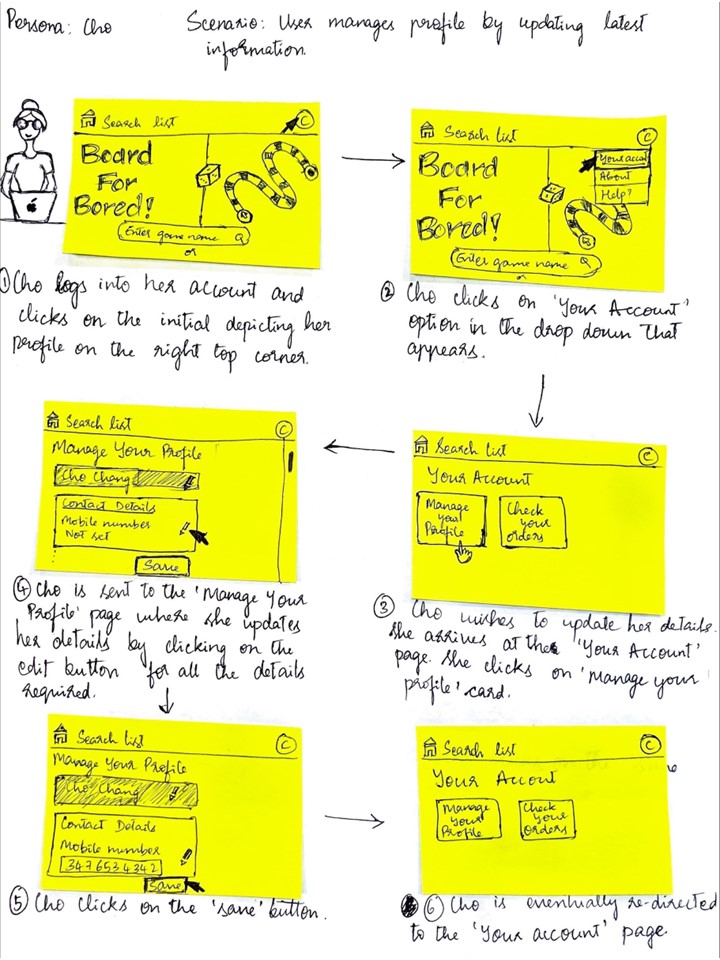 Persona: Cho
Scenario: User manages profile by updating latest
information.
Search list
C
Board
For
Bored!
Enter game name
or
① Cho logs into her account and
clicks on the initial depicting her
profile on the right top corner.
Search list
C
Board
For
Bored!
Your accou
About
Help?
Enter game name
or
② Cho clicks on 'Your Account'
option in the drop down that
appears.
Search list
C
Your Account
Manage
your
Profile
Check
your
orders
③ Cho wishes to update her details.
She arrives at the 'Your Account'
page. She clicks on 'manage your
profile' card.
Search list
C
Manage Your Profile
Cho Chang
Contact Details
Mobile number
Not set
Save
④ Cho is sent to the 'Manage Your
Profile' page where she updates
her details by clicking on the
edit button for all the details
required.
Search list
C
Manage Your Profile
Cho Chang
Contact Details
Mobile number
3476534342
Save
⑤ Cho clicks on the 'save' button.
Search list
C
Your Accout
Manage
Your
Profile
Check
Your
Orders
⑥ Cho is eventually re-directed
to the 'Your account' page.